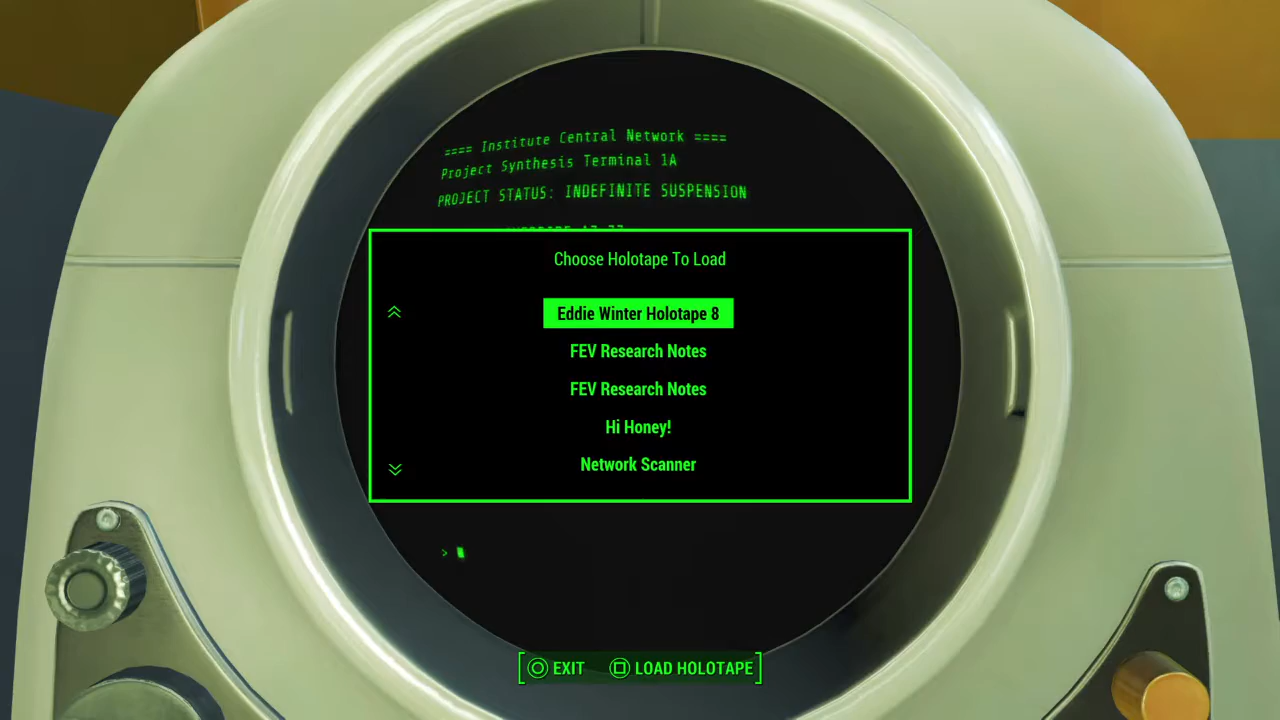 ==== Institute Central Network ====
Project Synthesis Terminal 1A
PROJECT STATUS: INDEFINITE SUSPENSION
Choose Holotape To Load
Eddie Winter Holotape 8
FEV Research Notes
FEV Research Notes
Hi Honey!
Network Scanner
>
EXIT LOAD HOLOTAPE